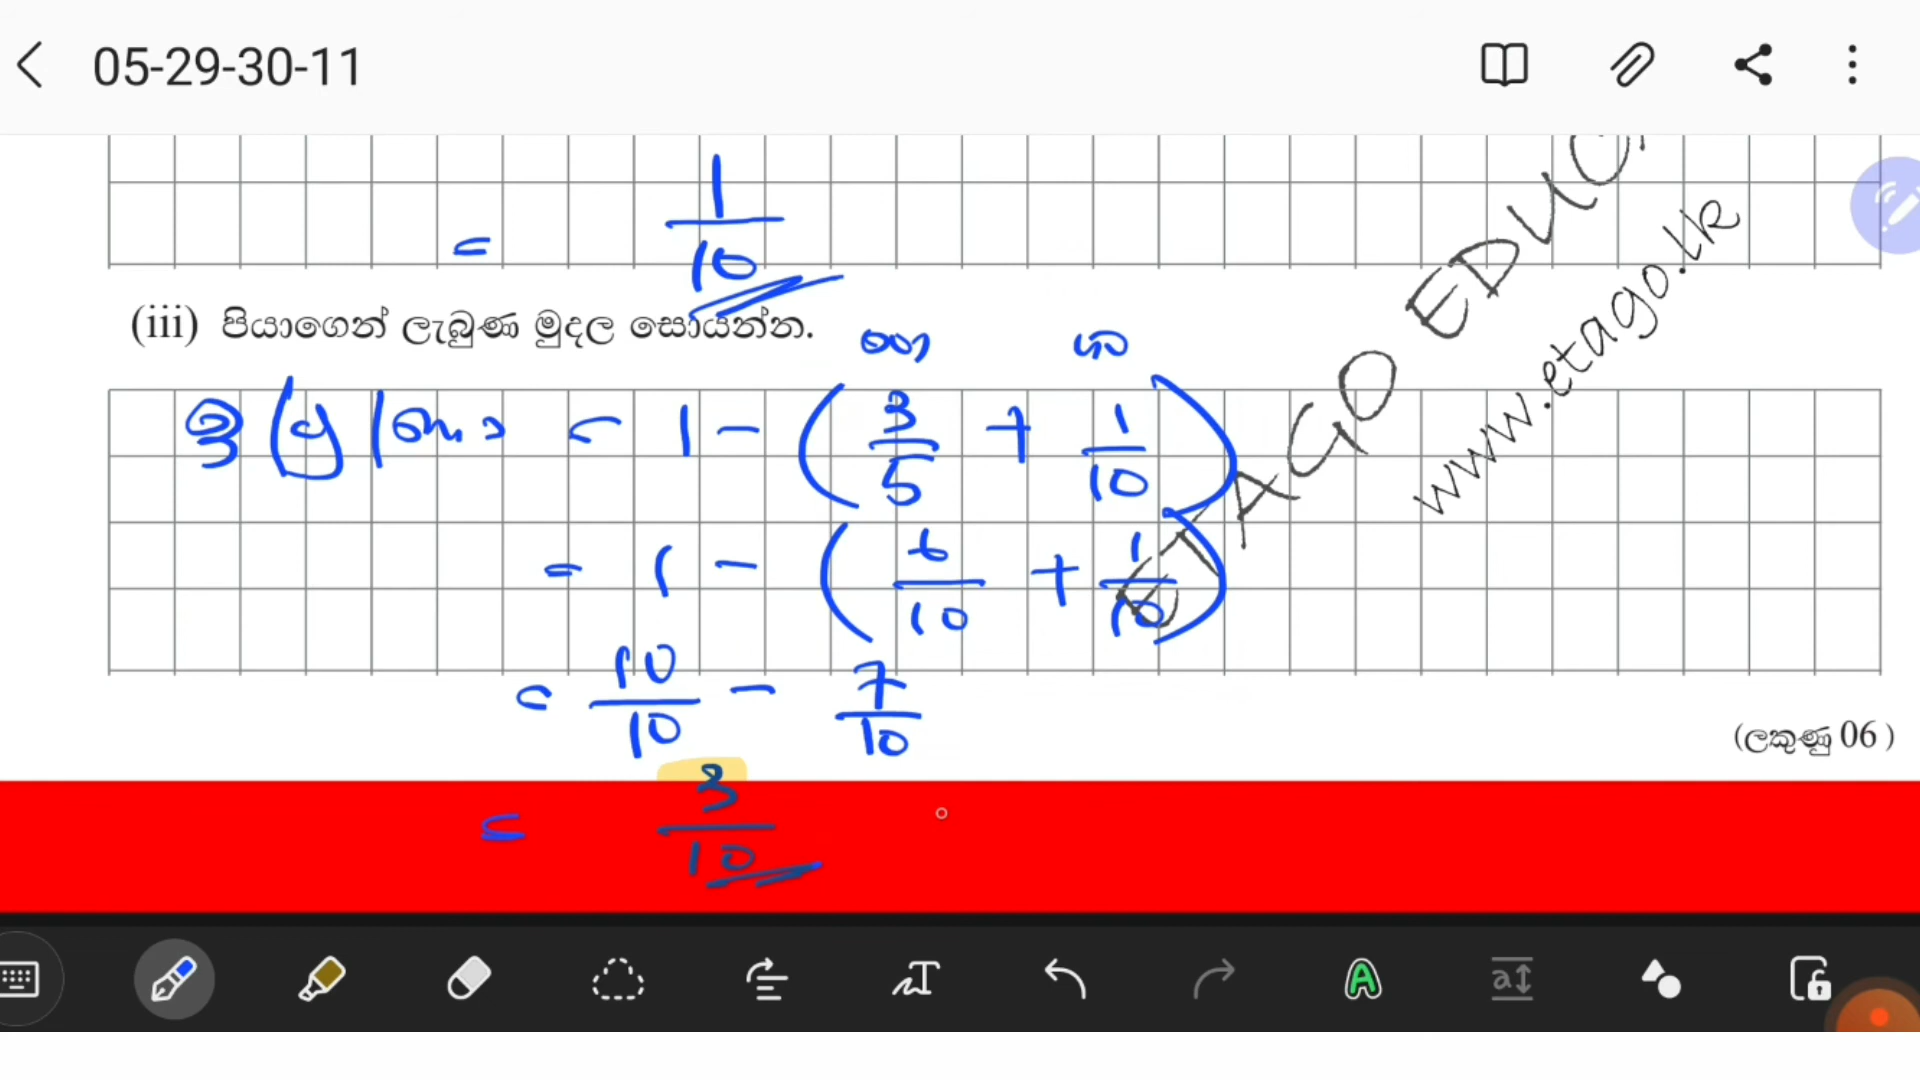 05-29-30-11
= 1/10
(iii) පියාගෙන් ලැබුණ මුදල සොයන්න.
= 1 - ( 3/5 + 1/10 )
= 1 - ( 6/10 + 1/10 )
= 10/10 - 7/10
(ලකුණු 06)
= 3/10
ETAGO EDUC
www.etago.lk